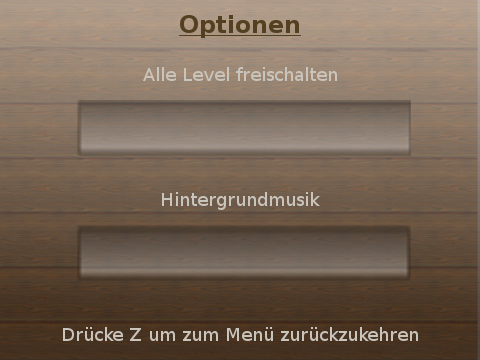 Optionen
Alle Level freischalten
Hintergrundmusik
Drücke Z um zum Menü zurückzukehren